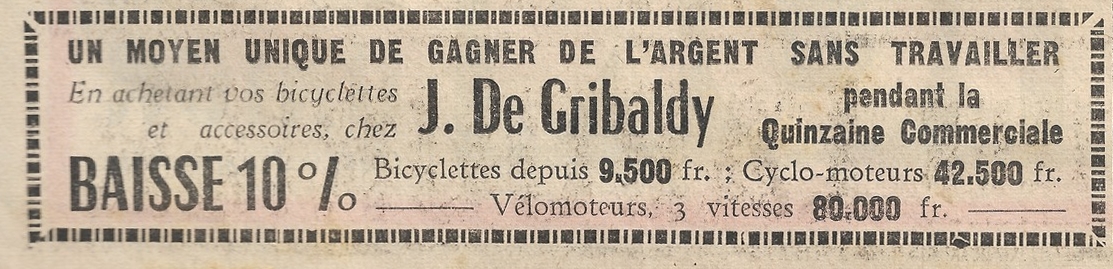 UN MOYEN UNIQUE DE GAGNER DE L'ARGENT SANS TRAVAILLER
En achetant vos bicyclettes
et accessoires, chez
J. De Gribaldy
pendant la
Quinzaine Commerciale
BAISSE 10 %
Bicyclettes depuis 9.500 fr. ; Cyclo-moteurs 42.500 fr.
Vélomoteurs, 3 vitesses 80.000 fr.